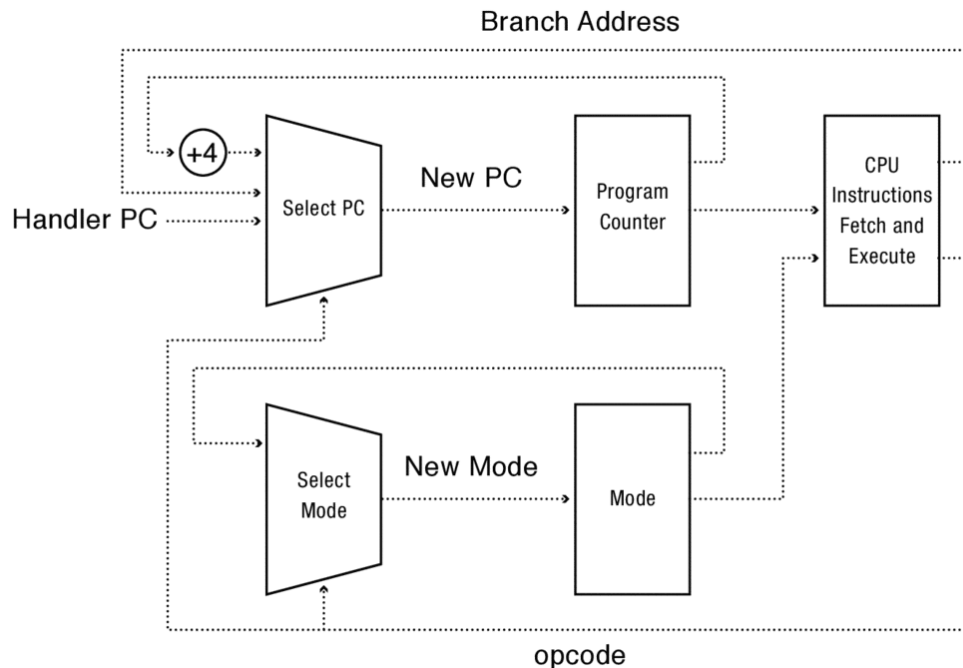 Branch Address
+4
Handler PC
Select PC
New PC
Program
Counter
CPU
Instructions
Fetch and
Execute
Select
Mode
New Mode
Mode
opcode